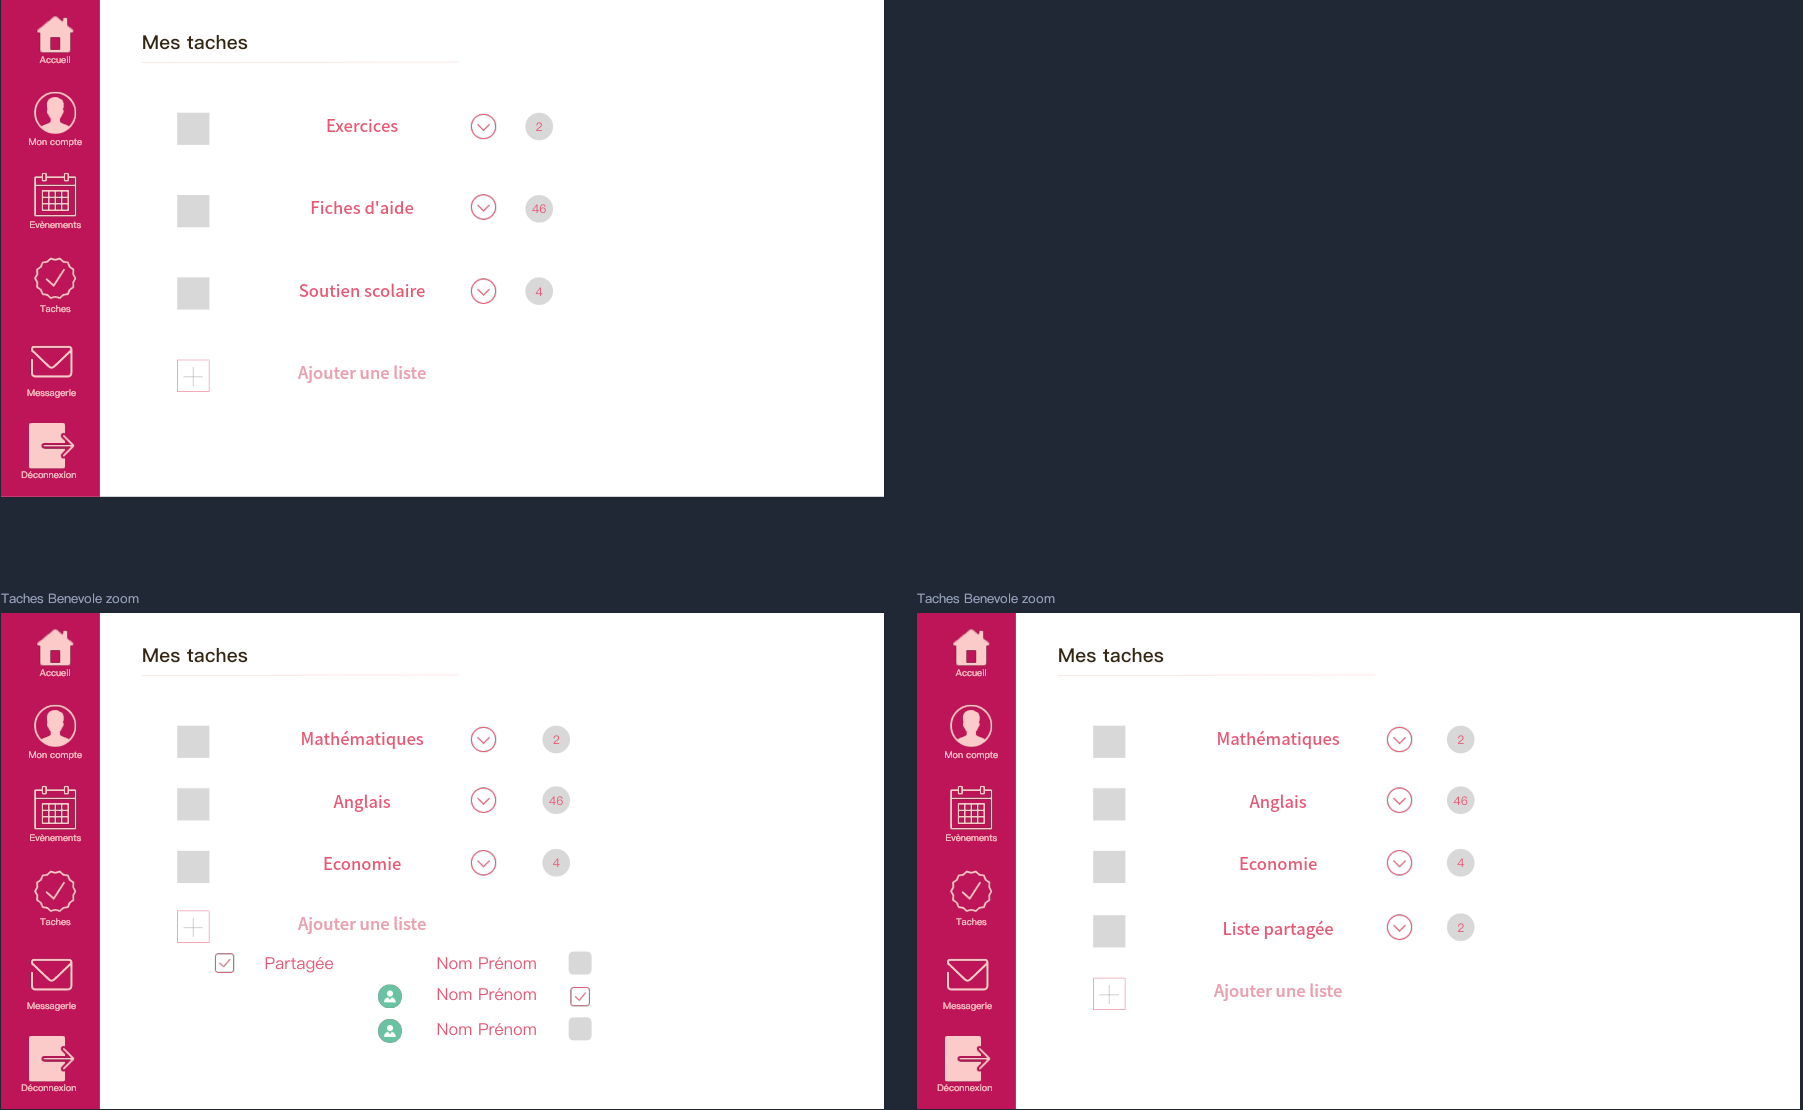 Accueil
Mon compte
Evènements
Taches
Messagerie
Déconnexion
Mes taches
Exercices 2
Fiches d'aide 46
Soutien scolaire 4
Ajouter une liste
Taches Benevole zoom
Accueil
Mon compte
Evènements
Taches
Messagerie
Déconnexion
Mes taches
Mathématiques 2
Anglais 46
Economie 4
Ajouter une liste
Partagée Nom Prénom
Nom Prénom
Nom Prénom
Taches Benevole zoom
Accueil
Mon compte
Evènements
Taches
Messagerie
Déconnexion
Mes taches
Mathématiques 2
Anglais 46
Economie 4
Liste partagée 2
Ajouter une liste